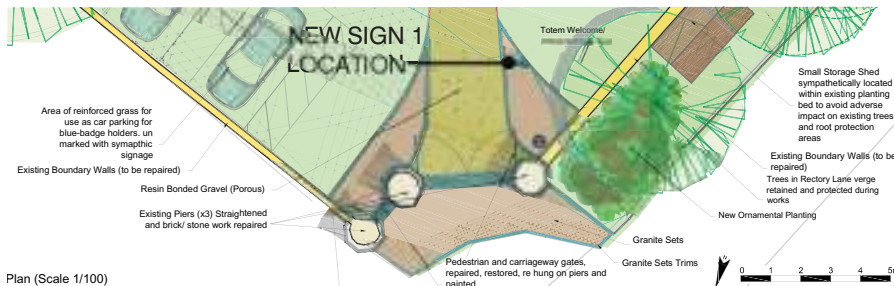 NEW SIGN 1
LOCATION
Totem Welcome/
Small Storage Shed
sympathetically located
within existing planting
bed to avoid adverse
impact on existing trees
and root protection
areas
Area of reinforced grass for
use as car parking for
blue-badge holders. un
marked with symapthic
signage
Existing Boundary Walls (to be repaired)
Resin Bonded Gravel (Porous)
Existing Piers (x3) Straightened
and brick/ stone work repaired
Existing Boundary Walls (to be
repaired)
Trees in Rectory Lane verge
retained and protected during
works
New Ornamental Planting
Granite Sets
Granite Sets Trims
Pedestrian and carriageway gates,
repaired, restored, re hung on piers and
painted
Plan (Scale 1/100)
0 1 2 3 4 5